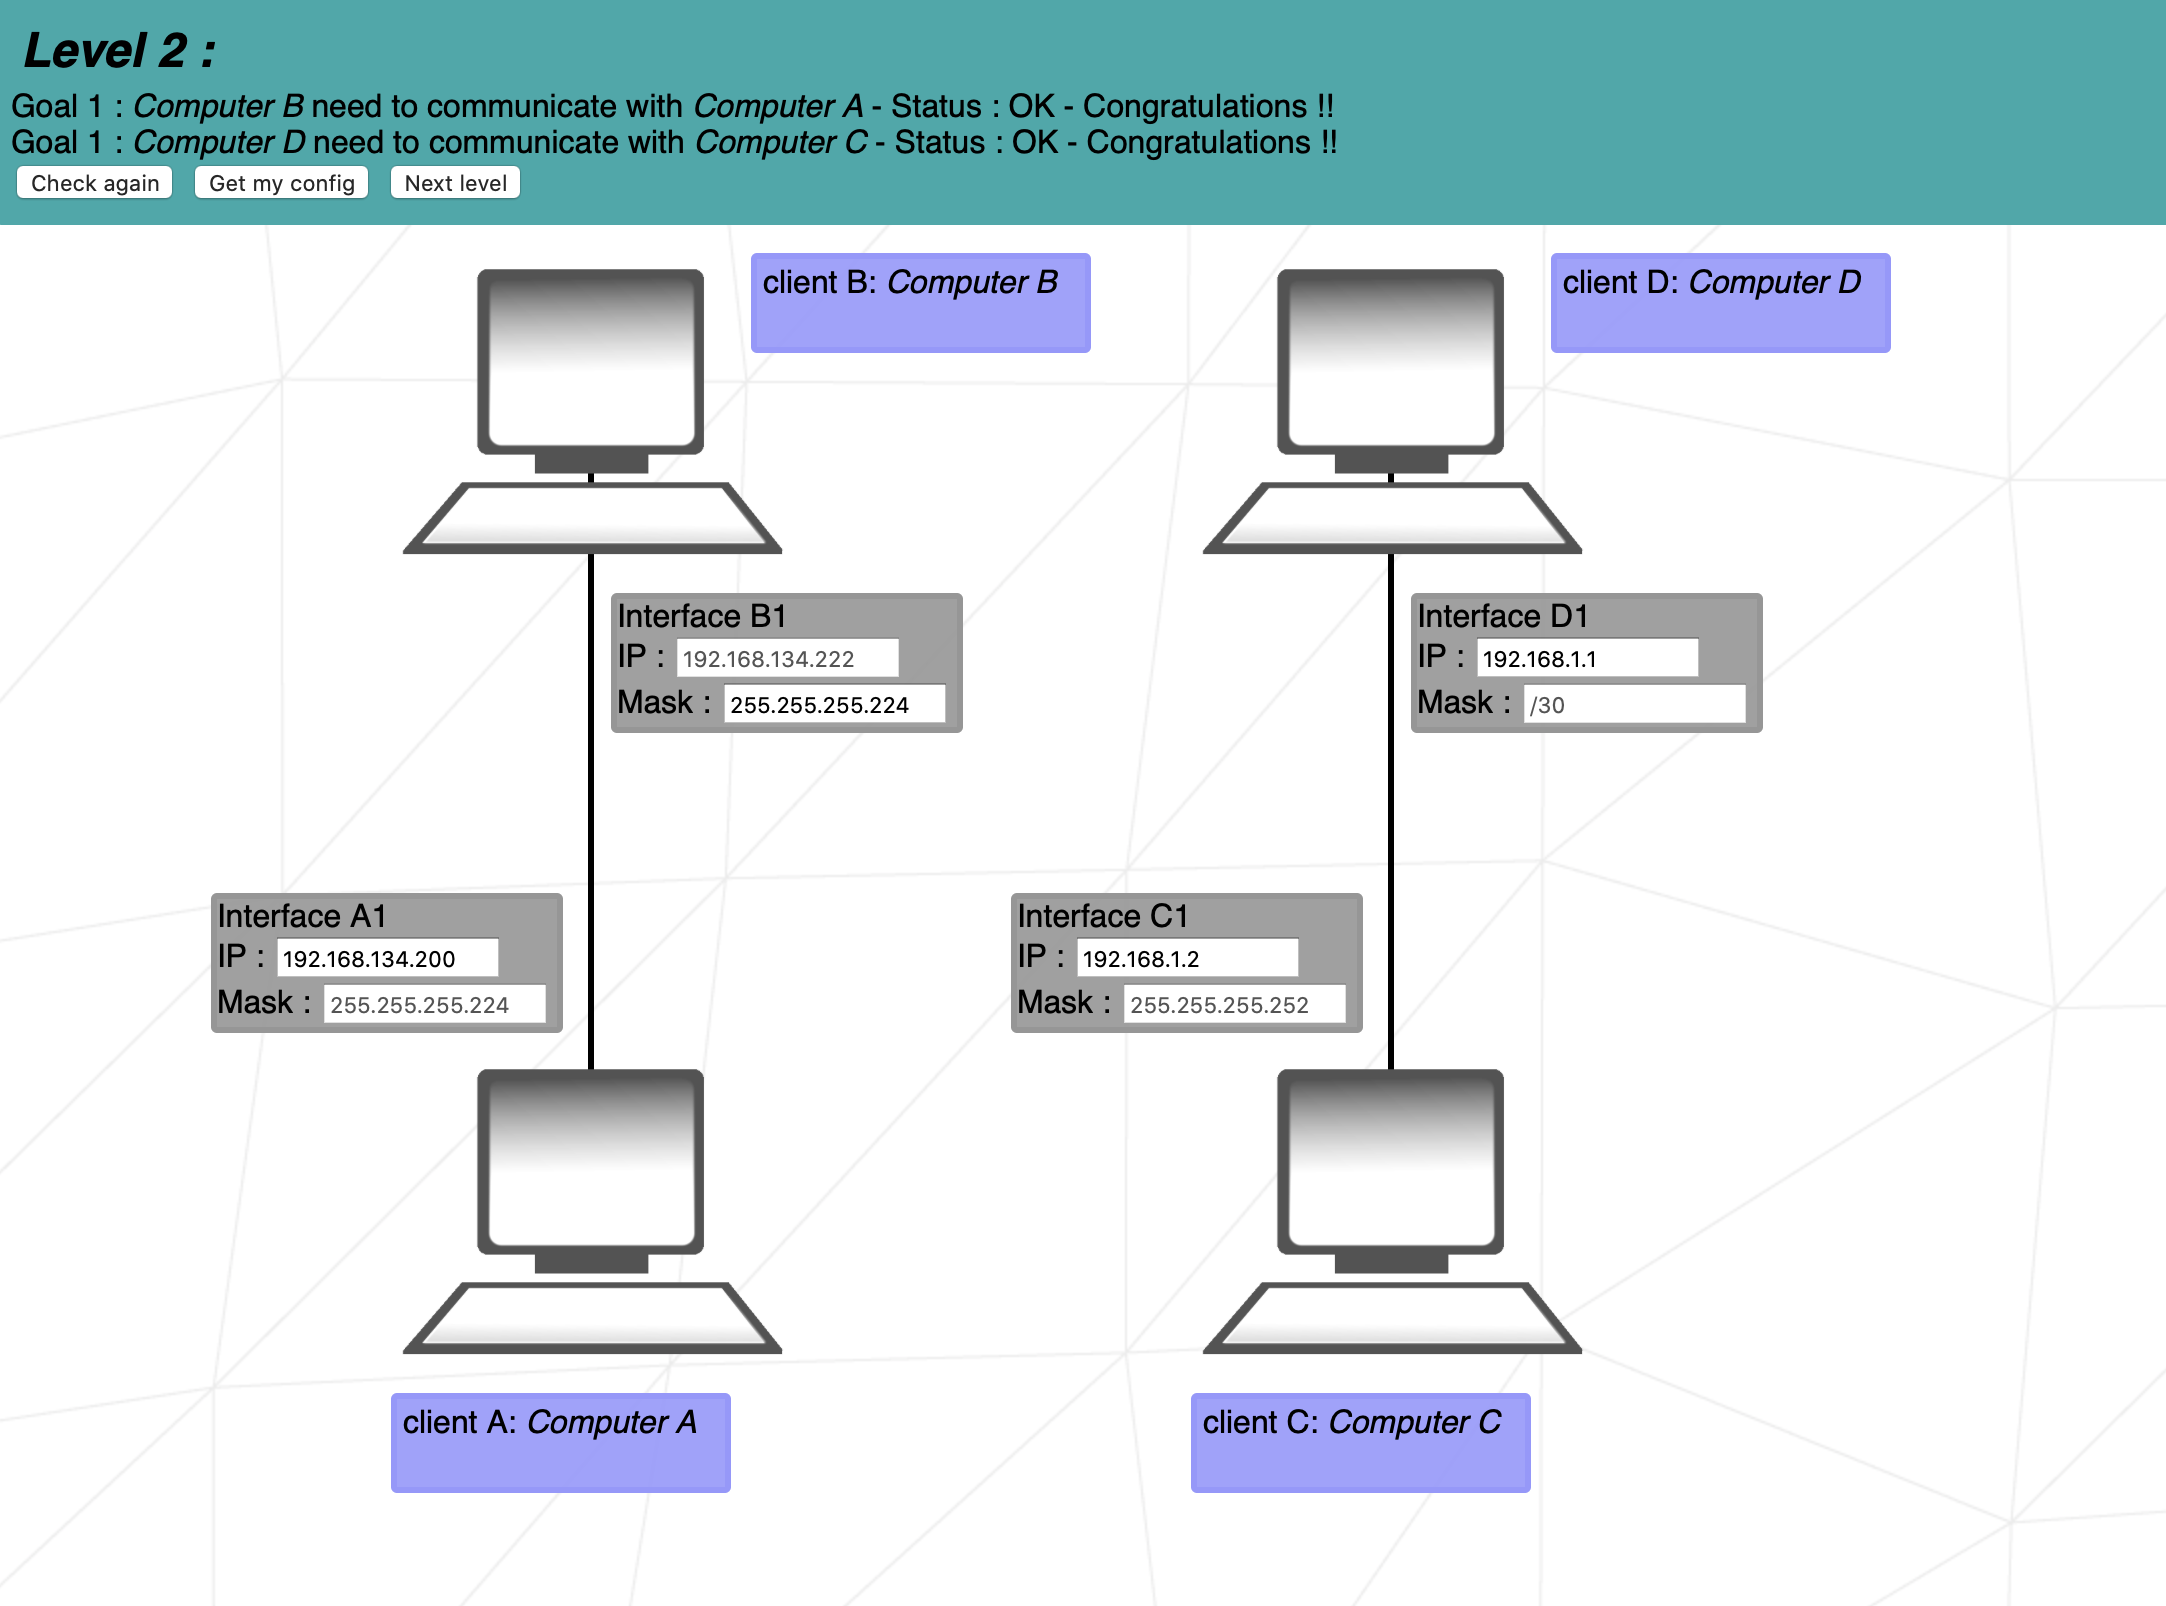 Level 2 :
Goal 1 : Computer B need to communicate with Computer A - Status : OK - Congratulations !!
Goal 1 : Computer D need to communicate with Computer C - Status : OK - Congratulations !!
Check again Get my config Next level
client B: Computer B
client D: Computer D
Interface B1
IP : 192.168.134.222
Mask : 255.255.255.224
Interface D1
IP : 192.168.1.1
Mask : /30
Interface A1
IP : 192.168.134.200
Mask : 255.255.255.224
Interface C1
IP : 192.168.1.2
Mask : 255.255.255.252
client A: Computer A
client C: Computer C